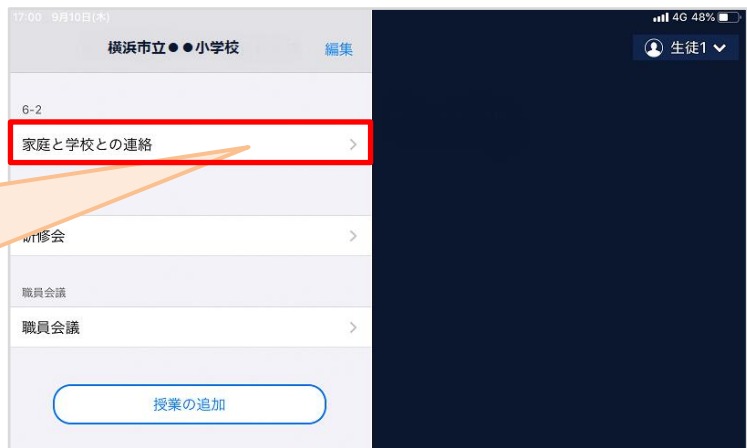 17:00 9月10日(木)
4G 48%
横浜市立●●小学校
編集
生徒1
6-2
家庭と学校との連絡
研修会
職員会議
職員会議
授業の追加